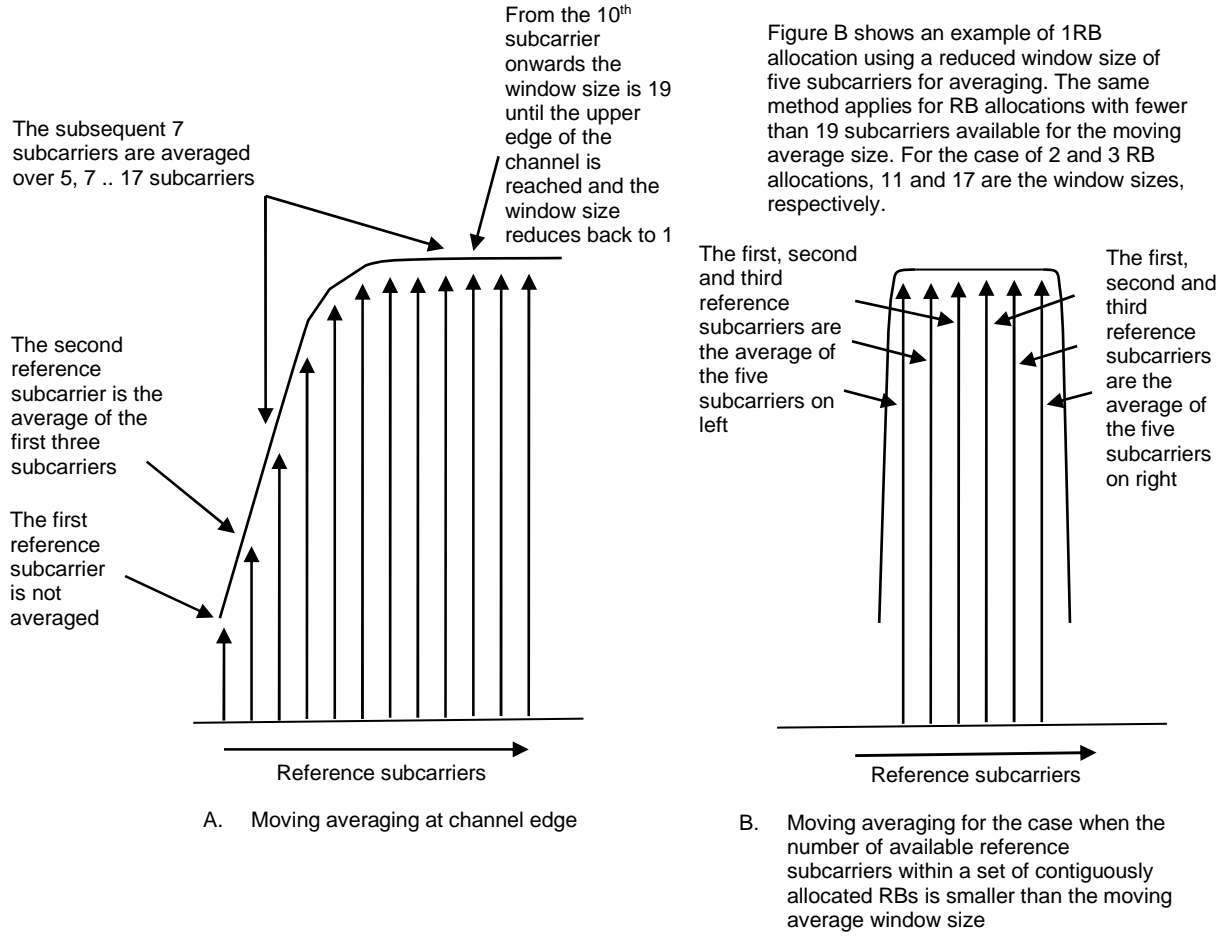 From the 10th
subcarrier
onwards the
window size is 19
until the upper
edge of the
channel is
reached and the
window size
reduces back to 1
The subsequent 7
subcarriers are averaged
over 5, 7 .. 17 subcarriers
The second
reference
subcarrier is the
average of the
first three
subcarriers
The first
reference
subcarrier
is not
averaged
Reference subcarriers
A. Moving averaging at channel edge
Figure B shows an example of 1RB
allocation using a reduced window size of
five subcarriers for averaging. The same
method applies for RB allocations with fewer
than 19 subcarriers available for the moving
average size. For the case of 2 and 3 RB
allocations, 11 and 17 are the window sizes,
respectively.
The first, second
and third
reference
subcarriers are
the average of
the five
subcarriers on
left
The first,
second and
third
reference
subcarriers
are the
average of
the five
subcarriers
on right
Reference subcarriers
B. Moving averaging for the case when the
number of available reference
subcarriers within a set of contiguously
allocated RBs is smaller than the moving
average window size